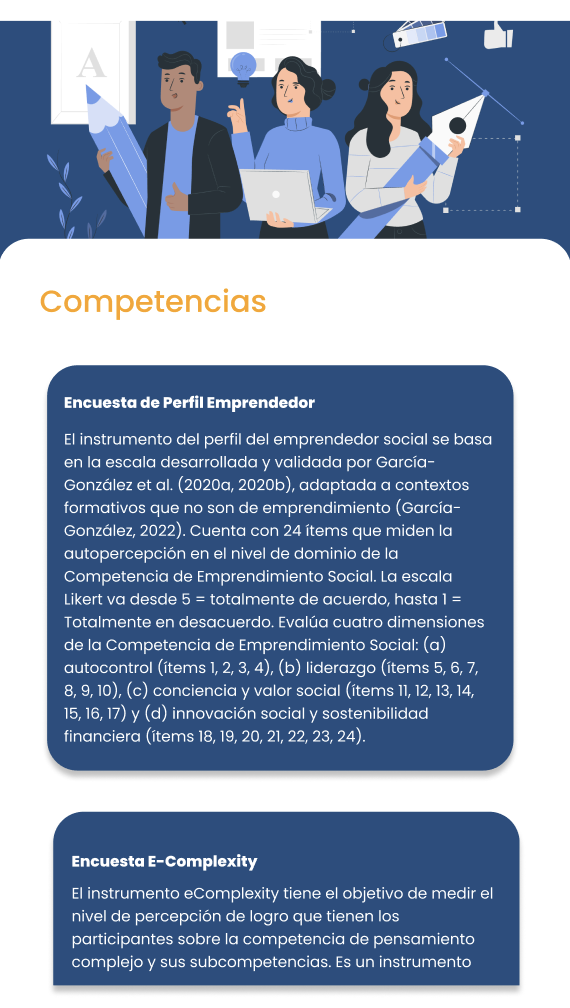 A
Competencias
Encuesta de Perfil Emprendedor
El instrumento del perfil del emprendedor social se basa
en la escala desarrollada y validada por García-
González et al. (2020a, 2020b), adaptada a contextos
formativos que no son de emprendimiento (García-
González, 2022). Cuenta con 24 ítems que miden la
autopercepción en el nivel de dominio de la
Competencia de Emprendimiento Social. La escala
Likert va desde 5 = totalmente de acuerdo, hasta 1 =
Totalmente en desacuerdo. Evalúa cuatro dimensiones
de la Competencia de Emprendimiento Social: (a)
autocontrol (ítems 1, 2, 3, 4), (b) liderazgo (ítems 5, 6, 7,
8, 9, 10), (c) conciencia y valor social (ítems 11, 12, 13, 14,
15, 16, 17) y (d) innovación social y sostenibilidad
financiera (ítems 18, 19, 20, 21, 22, 23, 24).
Encuesta E-Complexity
El instrumento eComplexity tiene el objetivo de medir el
nivel de percepción de logro que tienen los
participantes sobre la competencia de pensamiento
complejo y sus subcompetencias. Es un instrumento